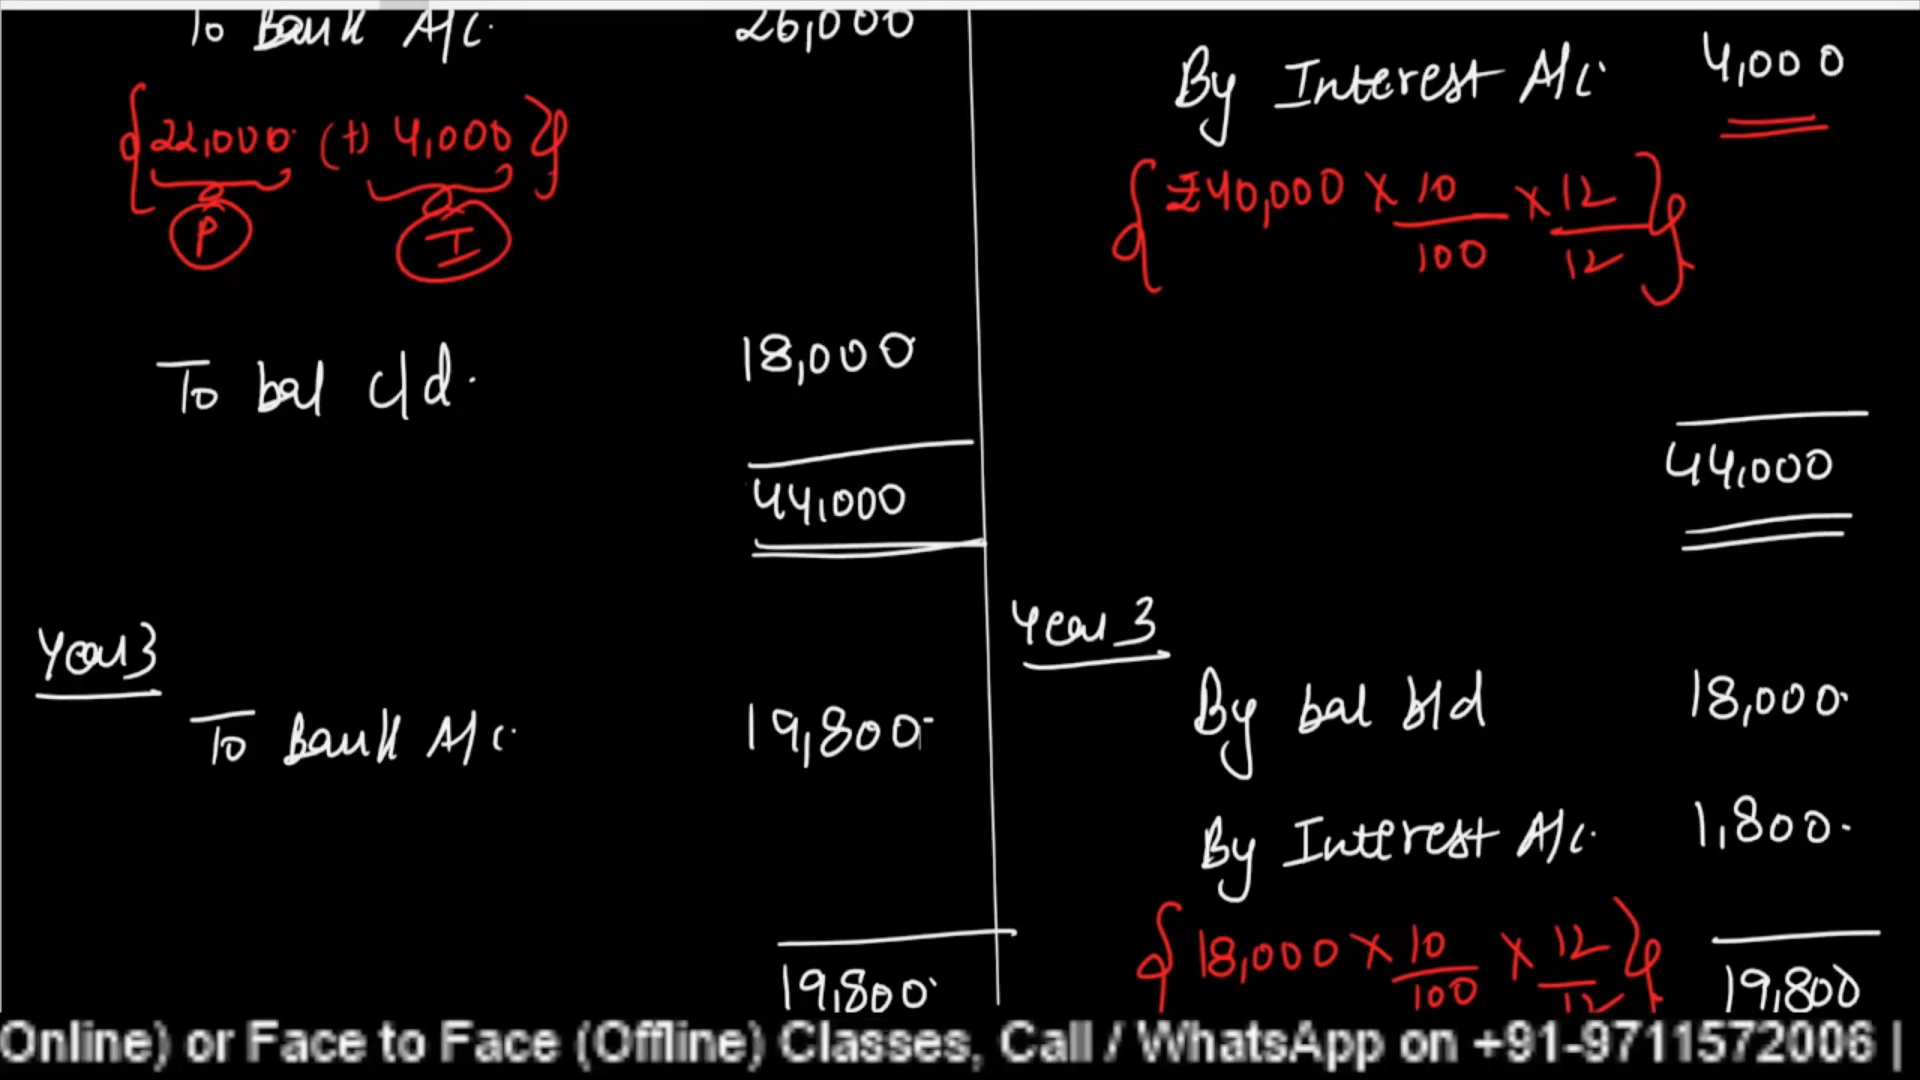 To Bank A/c. 26,000
{22,000 (+) 4,000}
P I
To bal c/d. 18,000
44,000
Year 3
To Bank A/c. 19,800
19,800
By Interest A/c. 4,000
{₹40,000 × 10/100 × 12/12}
44,000
Year 3
By bal b/d 18,000
By Interest A/c. 1,800
{18,000 × 10/100 × 12/12}
19,800
Online) or Face to Face (Offline) Classes, Call / WhatsApp on +91-9711572006 |